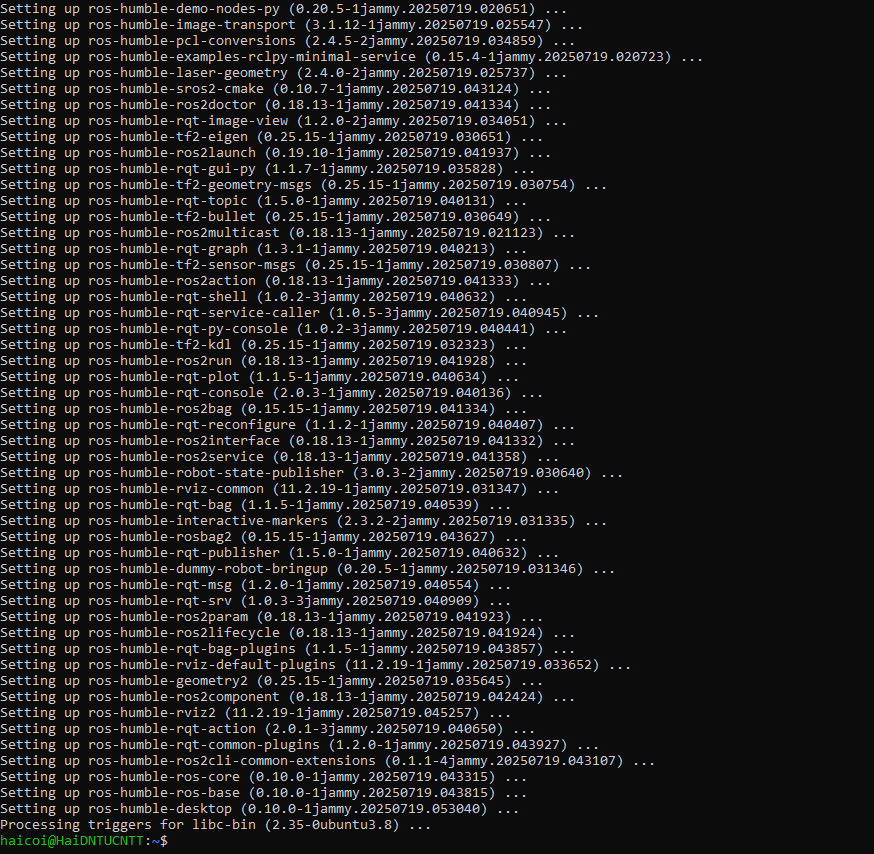 Setting up ros-humble-demo-nodes-py (0.20.5-1jammy.20250719.020651) ...
Setting up ros-humble-image-transport (3.1.12-1jammy.20250719.025547) ...
Setting up ros-humble-pcl-conversions (2.4.5-2jammy.20250719.034859) ...
Setting up ros-humble-examples-rclpy-minimal-service (0.15.4-1jammy.20250719.020723) ...
Setting up ros-humble-laser-geometry (2.4.0-2jammy.20250719.025737) ...
Setting up ros-humble-sros2-cmake (0.10.7-1jammy.20250719.043124) ...
Setting up ros-humble-ros2doctor (0.18.13-1jammy.20250719.041334) ...
Setting up ros-humble-rqt-image-view (1.2.0-2jammy.20250719.034051) ...
Setting up ros-humble-tf2-eigen (0.25.15-1jammy.20250719.030651) ...
Setting up ros-humble-ros2launch (0.19.10-1jammy.20250719.041937) ...
Setting up ros-humble-rqt-gui-py (1.1.7-1jammy.20250719.035828) ...
Setting up ros-humble-tf2-geometry-msgs (0.25.15-1jammy.20250719.030754) ...
Setting up ros-humble-rqt-topic (1.5.0-1jammy.20250719.040131) ...
Setting up ros-humble-tf2-bullet (0.25.15-1jammy.20250719.030649) ...
Setting up ros-humble-ros2multicast (0.18.13-1jammy.20250719.021123) ...
Setting up ros-humble-rqt-graph (1.3.1-1jammy.20250719.040213) ...
Setting up ros-humble-tf2-sensor-msgs (0.25.15-1jammy.20250719.030807) ...
Setting up ros-humble-ros2action (0.18.13-1jammy.20250719.041333) ...
Setting up ros-humble-rqt-shell (1.0.2-3jammy.20250719.040632) ...
Setting up ros-humble-rqt-service-caller (1.0.5-3jammy.20250719.040945) ...
Setting up ros-humble-rqt-py-console (1.0.2-3jammy.20250719.040441) ...
Setting up ros-humble-tf2-kdl (0.25.15-1jammy.20250719.032323) ...
Setting up ros-humble-ros2run (0.18.13-1jammy.20250719.041928) ...
Setting up ros-humble-rqt-plot (1.1.5-1jammy.20250719.040634) ...
Setting up ros-humble-rqt-console (2.0.3-1jammy.20250719.040136) ...
Setting up ros-humble-ros2bag (0.15.15-1jammy.20250719.041334) ...
Setting up ros-humble-rqt-reconfigure (1.1.2-1jammy.20250719.040407) ...
Setting up ros-humble-ros2interface (0.18.13-1jammy.20250719.041332) ...
Setting up ros-humble-ros2service (0.18.13-1jammy.20250719.041358) ...
Setting up ros-humble-robot-state-publisher (3.0.3-2jammy.20250719.030640) ...
Setting up ros-humble-rviz-common (11.2.19-1jammy.20250719.031347) ...
Setting up ros-humble-rqt-bag (1.1.5-1jammy.20250719.040539) ...
Setting up ros-humble-interactive-markers (2.3.2-2jammy.20250719.031335) ...
Setting up ros-humble-rosbag2 (0.15.15-1jammy.20250719.043627) ...
Setting up ros-humble-rqt-publisher (1.5.0-1jammy.20250719.040632) ...
Setting up ros-humble-dummy-robot-bringup (0.20.5-1jammy.20250719.031346) ...
Setting up ros-humble-rqt-msg (1.2.0-1jammy.20250719.040554) ...
Setting up ros-humble-rqt-srv (1.0.3-3jammy.20250719.040909) ...
Setting up ros-humble-ros2param (0.18.13-1jammy.20250719.041923) ...
Setting up ros-humble-ros2lifecycle (0.18.13-1jammy.20250719.041924) ...
Setting up ros-humble-rqt-bag-plugins (1.1.5-1jammy.20250719.043857) ...
Setting up ros-humble-rviz-default-plugins (11.2.19-1jammy.20250719.033652) ...
Setting up ros-humble-geometry2 (0.25.15-1jammy.20250719.035645) ...
Setting up ros-humble-ros2component (0.18.13-1jammy.20250719.042424) ...
Setting up ros-humble-rviz2 (11.2.19-1jammy.20250719.045257) ...
Setting up ros-humble-rqt-action (2.0.1-3jammy.20250719.040650) ...
Setting up ros-humble-rqt-common-plugins (1.2.0-1jammy.20250719.043927) ...
Setting up ros-humble-ros2cli-common-extensions (0.1.1-4jammy.20250719.043107) ...
Setting up ros-humble-ros-core (0.10.0-1jammy.20250719.043315) ...
Setting up ros-humble-ros-base (0.10.0-1jammy.20250719.043815) ...
Setting up ros-humble-desktop (0.10.0-1jammy.20250719.053040) ...
Processing triggers for libc-bin (2.35-0ubuntu3.8) ...
haicoi@HaiDNTUCNTT:~$